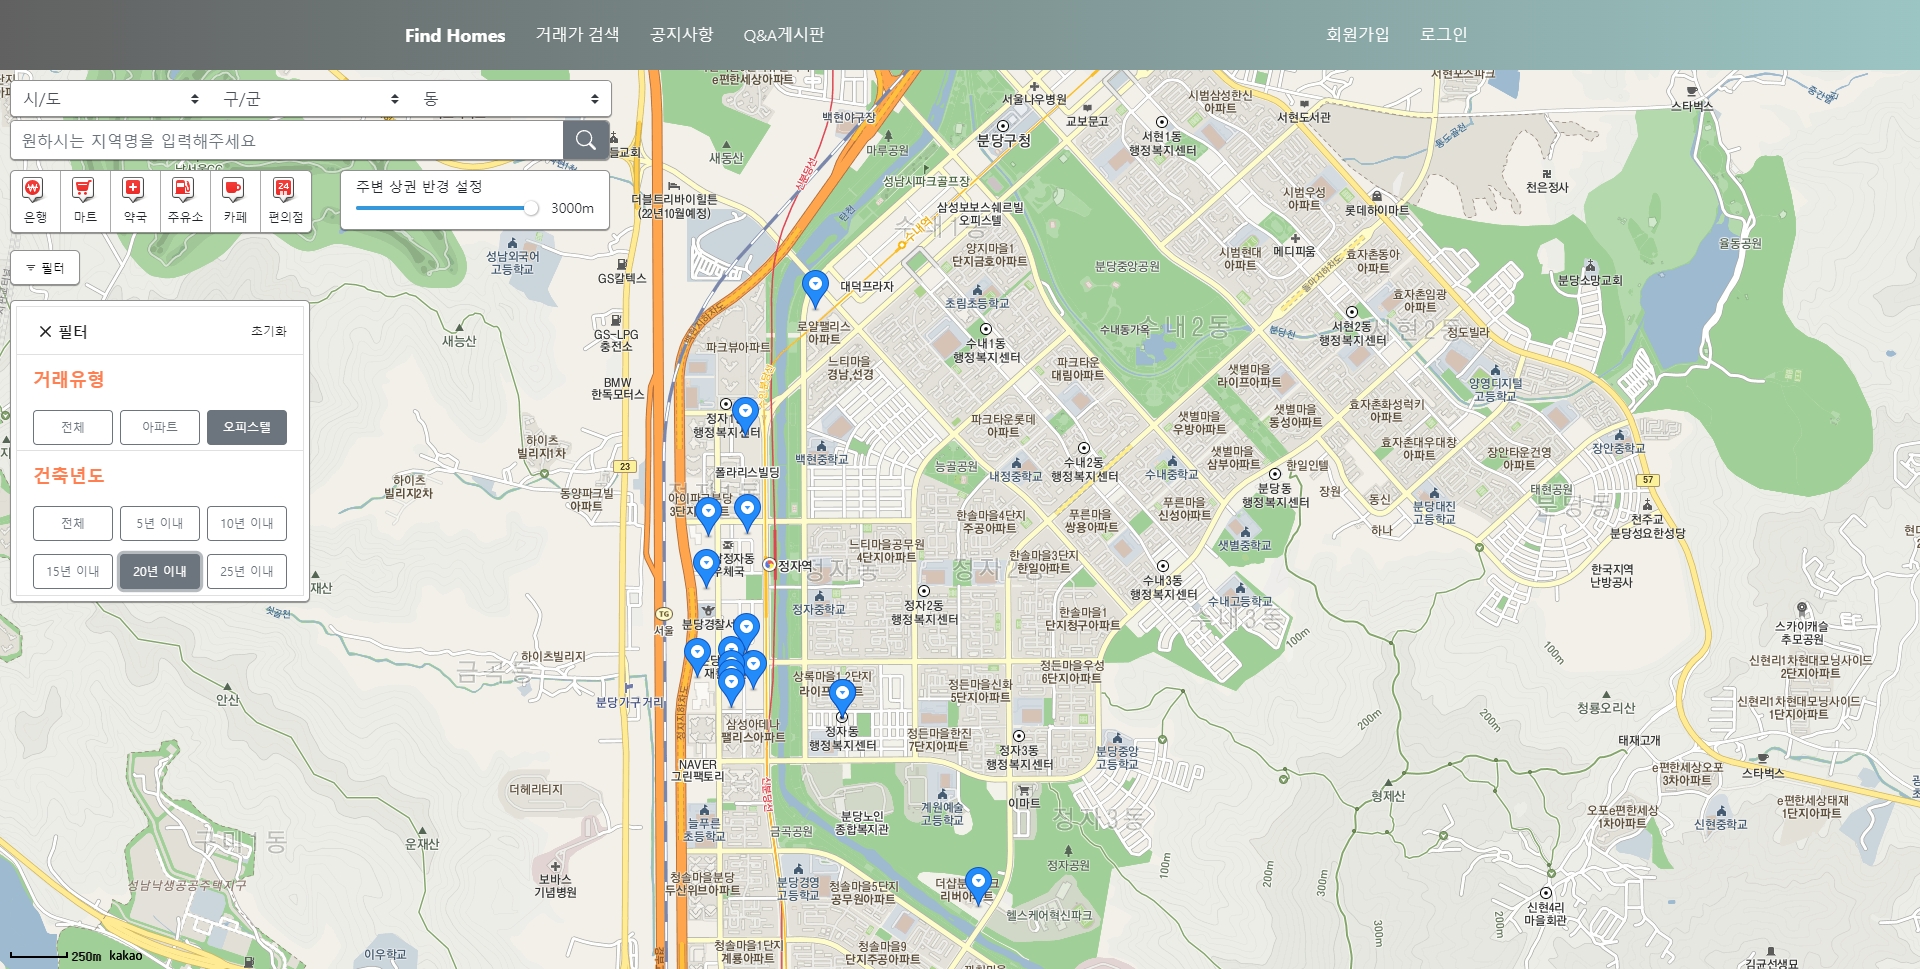 Find Homes
거래가 검색
공지사항
Q&A게시판
회원가입
로그인
시/도
구/군
동
원하시는 지역명을 입력해주세요
은행
마트
약국
주유소
카페
편의점
주변 상권 반경 설정
3000m
필터
필터
초기화
거래유형
전체
아파트
오피스텔
건축년도
전체
5년 이내
10년 이내
15년 이내
20년 이내
25년 이내
e편한세상아파트
백현야구장
마루공원
새동산
서울나우병원
분당구청
교보문고
서현1동
행정복지센터
시범삼성한신
아파트
서현도서관
스타벅스
중간말
통도골천
천은정사
율동공원
더블트리바이힐튼
(22년10월예정)
성남시파크골프장
신분당선
탄천
삼성보보스쉐르빌
오피스텔
수내역
양지마을1
단지금호아파트
분당중앙공원
시범우성
아파트
롯데하이마트
시범현대
아파트
메디피움
효자촌동아
아파트
돌마지하차도
분당소망교회
효자촌임광
아파트
정도빌라
서현2동
행정복지센터
서현2동
분당천
양영디지털
고등학교
성남외국어
고등학교
GS칼텍스
GS-LPG
충전소
BMW
한독모터스
새능산
대덕프라자
로얄팰리스
아파트
초림초등학교
수내1동
행정복지센터
수내동가옥
수내2동
파크뷰아파트
느티마을
경남,선경
파크타운
대림아파트
샛별마을
라이프아파트
파크타운롯데
아파트
샛별마을
우방아파트
샛별마을
동성아파트
효자촌화성럭키
아파트
효자촌대우대창
아파트
장안타운건영
아파트
장안중학교
행정복지센터
하이츠
빌리지1차
23
하이츠
빌리지2차
동양파크빌
아파트
폴라리스빌딩
백현중학교
능골공원
내정중학교
수내2동
행정복지센터
수내중학교
샛별마을
삼부아파트
한일인텔
분당동
행정복지센터
장원
동신
하나
분당대진
고등학교
태현공원
분당동
57
천주교
분당성요한성당
한솔마을4단지
주공아파트
푸른마을
쌍용아파트
푸른마을
신성아파트
샛별중학교
느티마을공무원
4단지아파트
한솔마을3단지
한일아파트
정자역
정자동
정자2동
수내3동
행정복지센터
수내고등학교
수내3동
한국지역
난방공사
정자중학교
정자2동
행정복지센터
한솔마을1
단지청구아파트
쇳골천
TG
서울
분당경찰서
하이츠빌리지
금곡동
안산
분당가구거리
상록마을1,2단지
정든마을우성
6단지아파트
정든마을신화
5단지아파트
100m
100m
스카이캐슬
추모공원
신현리1차현대모닝사이드
2단지아파트
신현리1차현대모닝사이드
1단지아파트
청룡오리산
200m
200m
정자지하차도
삼성아데나
팰리스아파트
정자동
행정복지센터
정든마을한진
7단지아파트
정자3동
행정복지센터
분당중앙
고등학교
태재고개
e편한세상오포
3차아파트
스타벅스
NAVER
그린팩토리
더헤리티지
신분당선
계원예술
고등학교
이마트
정자3동
형제산
오포e편한세상
1차아파트
신현중학교
e편한세상태재
1단지아파트
늘푸른
초등학교
금곡공원
분당노인
종합복지관
구미1동
운재산
보바스
기념병원
성남낙생공공주택지구
정자공원
100m
200m
300m
청솔마을분당
두산위브아파트
분당경영
고등학교
청솔마을5단지
공무원아파트
헬스케어혁신파크
신현4리
마을회관
200m
300m
청솔마을1단지
계룡아파트
청솔마을9
단지주공아파트
이우학교
김균선생묘
250m
kakao